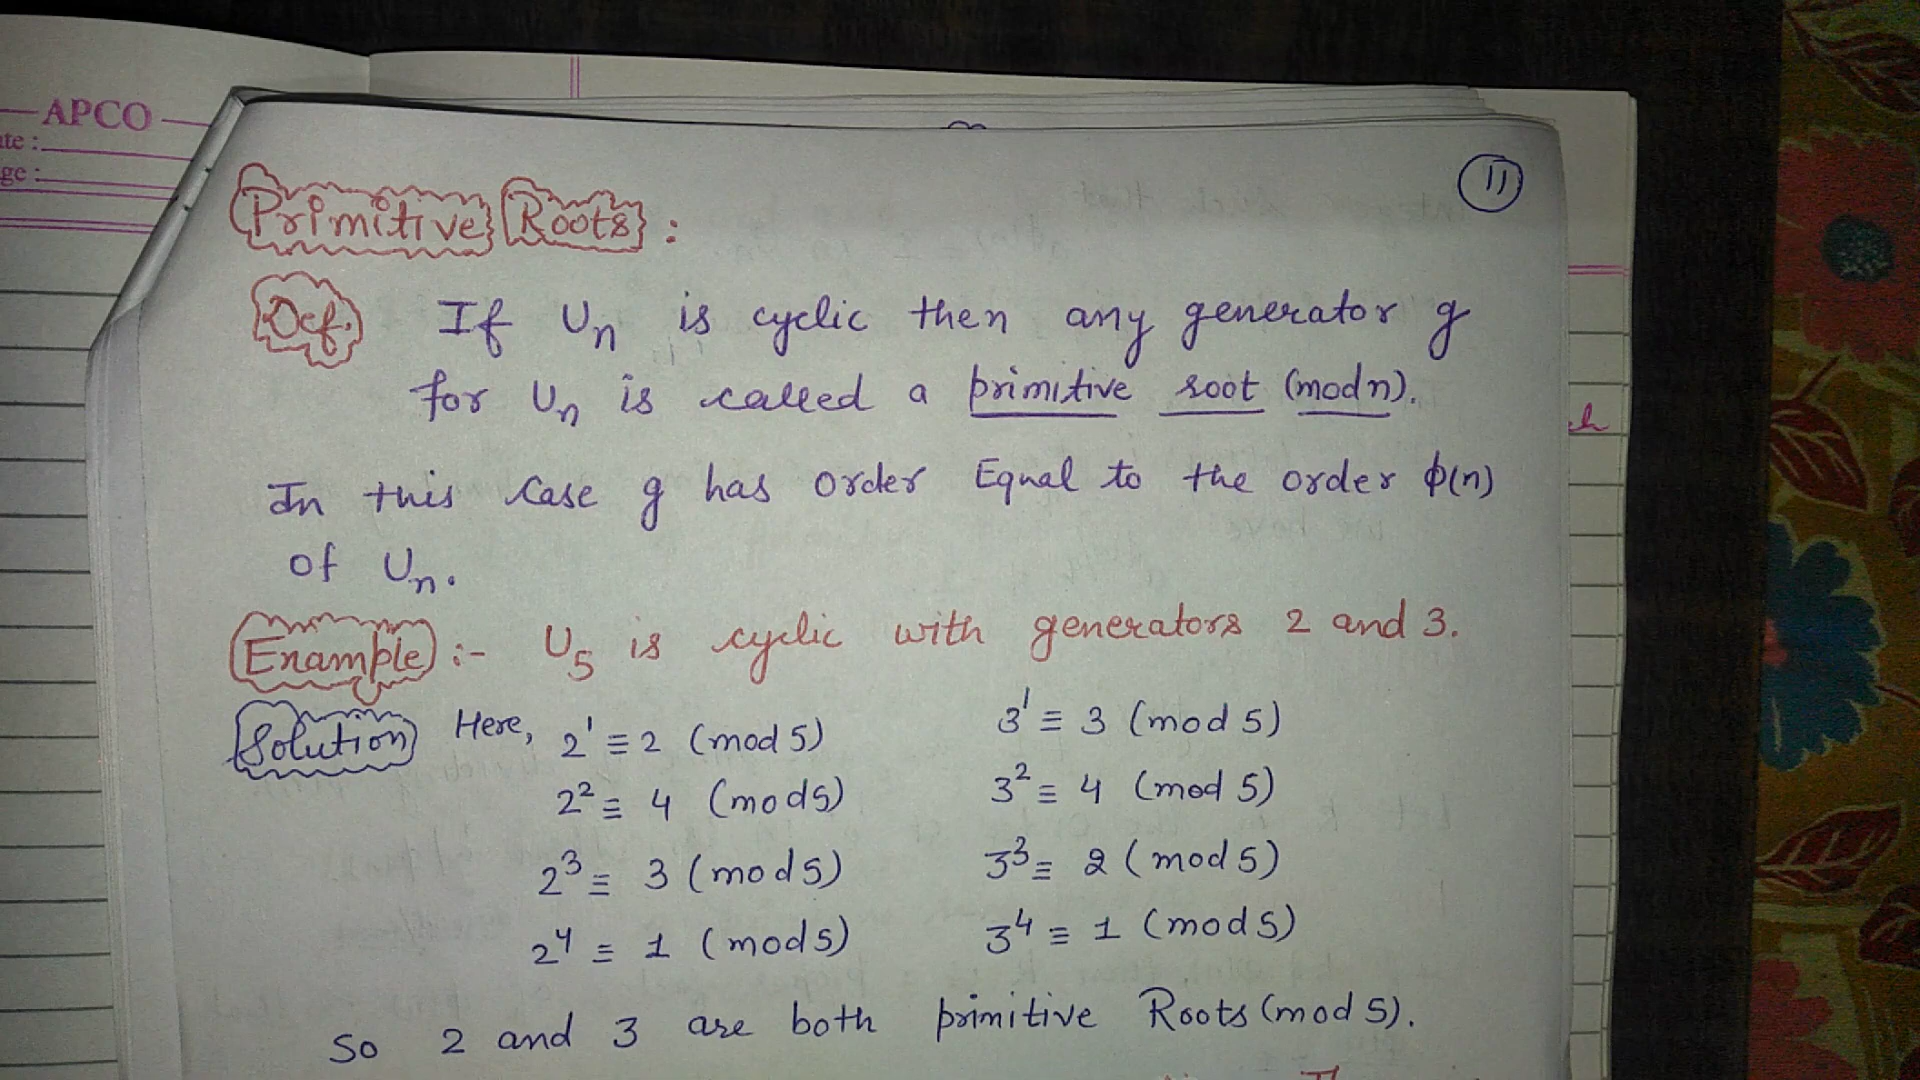 APCO
11
Primitive Roots :
Def. If Un is cyclic then any generator g
for Un is called a primitive root (mod n).
In this case g has order Equal to the order ϕ(n)
of Un.
Example :- U5 is cyclic with generators 2 and 3.
Solution Here, 2¹ ≡ 2 (mod 5) 3¹ ≡ 3 (mod 5)
2² ≡ 4 (mod 5) 3² ≡ 4 (mod 5)
2³ ≡ 3 (mod 5) 3³ ≡ 2 (mod 5)
2⁴ ≡ 1 (mod 5) 3⁴ ≡ 1 (mod 5)
So 2 and 3 are both primitive Roots (mod 5).